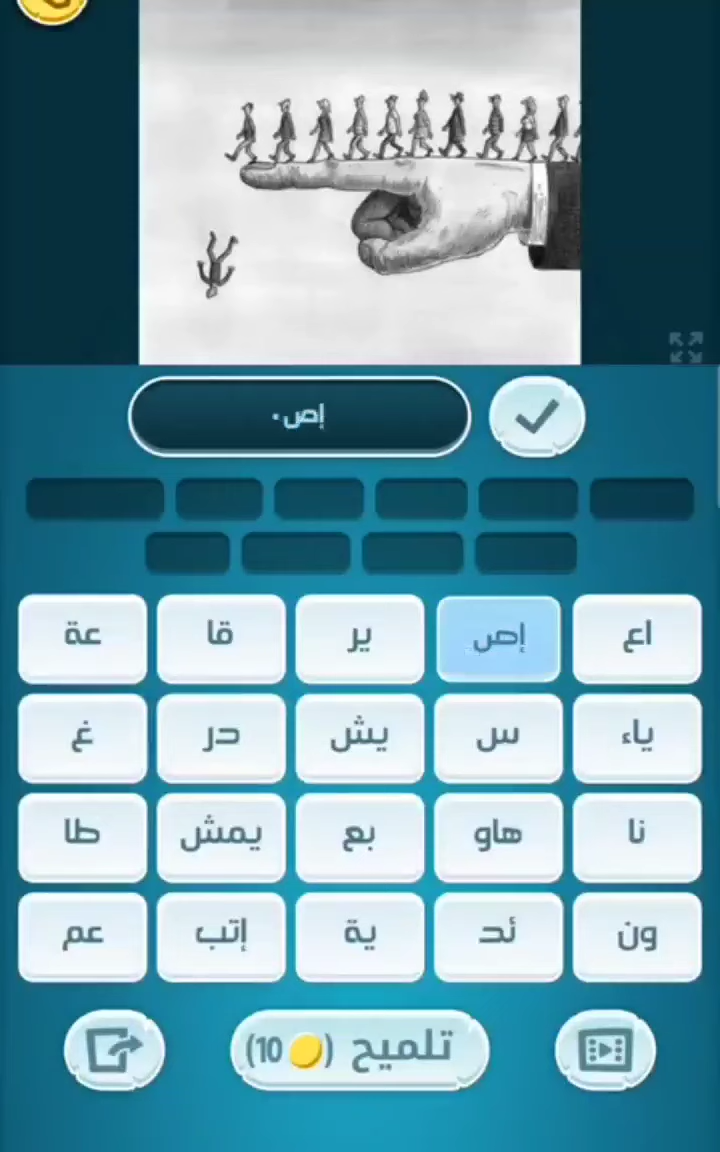 إص.
اع إص ير قا عة
ياء س يش در غ
نا هاو بع يمش طا
ون ئد ية إتب عم
تلميح (10)